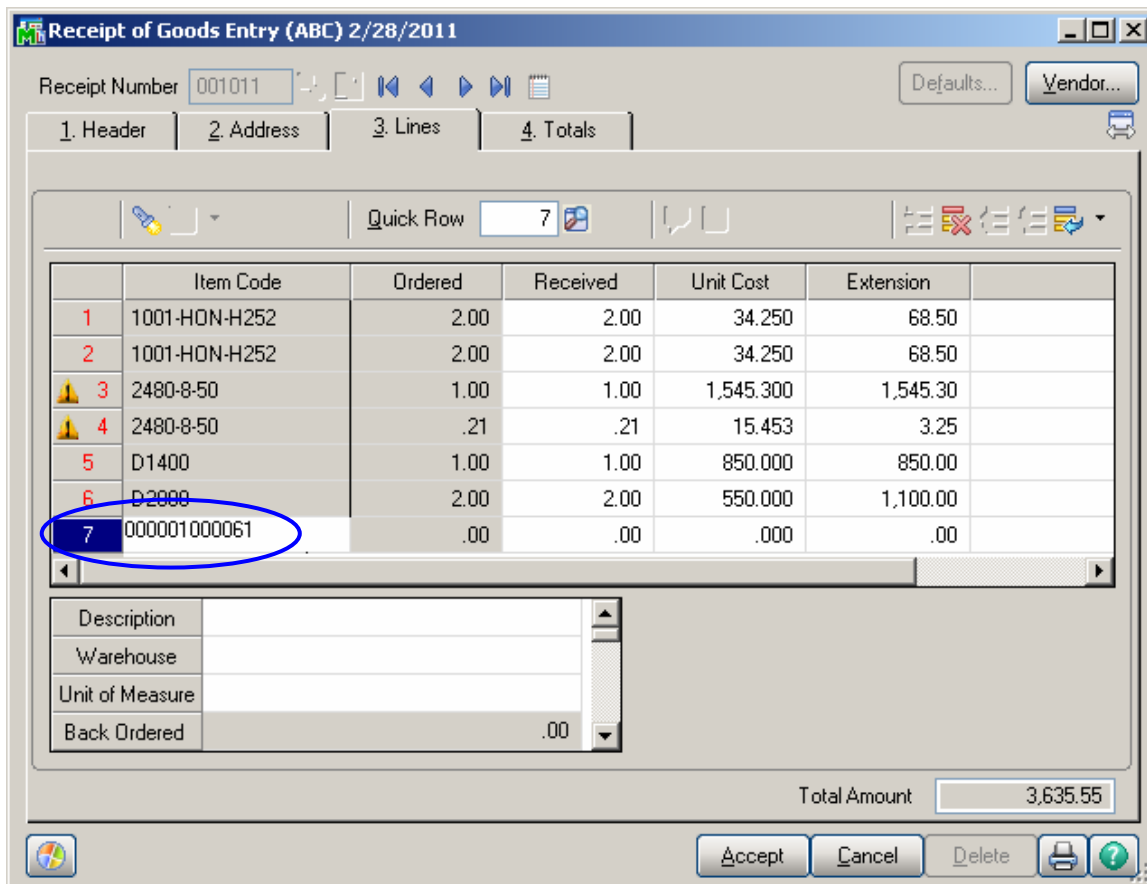 Receipt of Goods Entry (ABC) 2/28/2011
Receipt Number 001011 Defaults... Vendor...
1. Header 2. Address 3. Lines 4. Totals
Quick Row 7
Item Code Ordered Received Unit Cost Extension
1 1001-HON-H252 2.00 2.00 34.250 68.50
2 1001-HON-H252 2.00 2.00 34.250 68.50
3 2480-8-50 1.00 1.00 1,545.300 1,545.30
4 2480-8-50 .21 .21 15.453 3.25
5 D1400 1.00 1.00 850.000 850.00
6 D2000 2.00 2.00 550.000 1,100.00
7 000001000061 .00 .00 .000 .00
Description
Warehouse
Unit of Measure
Back Ordered .00
Total Amount 3,635.55
Accept Cancel Delete